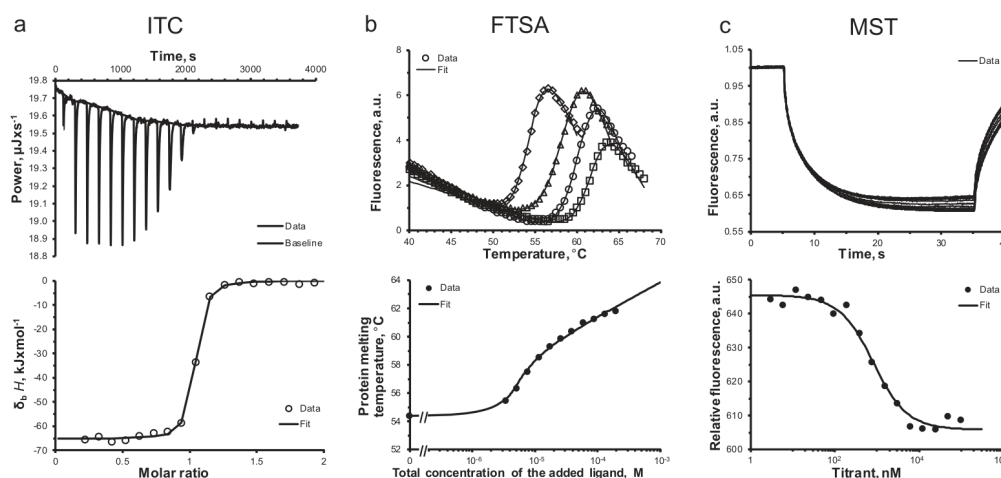 a ITC
Time, s
0 1000 2000 3000 4000
Power, μJxs-1
19.8
19.7
19.6
19.5
19.4
19.3
19.2
19.1
19.0
18.9
18.8
Data
Baseline
δb H, kJxmol-1
0
-10
-20
-30
-40
-50
-60
-70
Data
Fit
0 0.5 1 1.5 2
Molar ratio
b FTSA
Fluorescence, a.u.
8
6
4
2
0
Data
Fit
40 45 50 55 60 65 70
Temperature, °C
Protein melting
temperature, °C
64
62
60
58
56
54
52
Data
Fit
0 10-6 10-5 10-4 10-3
Total concentration of the added ligand, M
c MST
Fluorescence, a.u.
1.05
0.95
0.85
0.75
0.65
0.55
Data
0 10 20 30 40
Time, s
Relative fluorescence, a.u.
650
640
630
620
610
600
Data
Fit
1 102 104
Titrant, nM